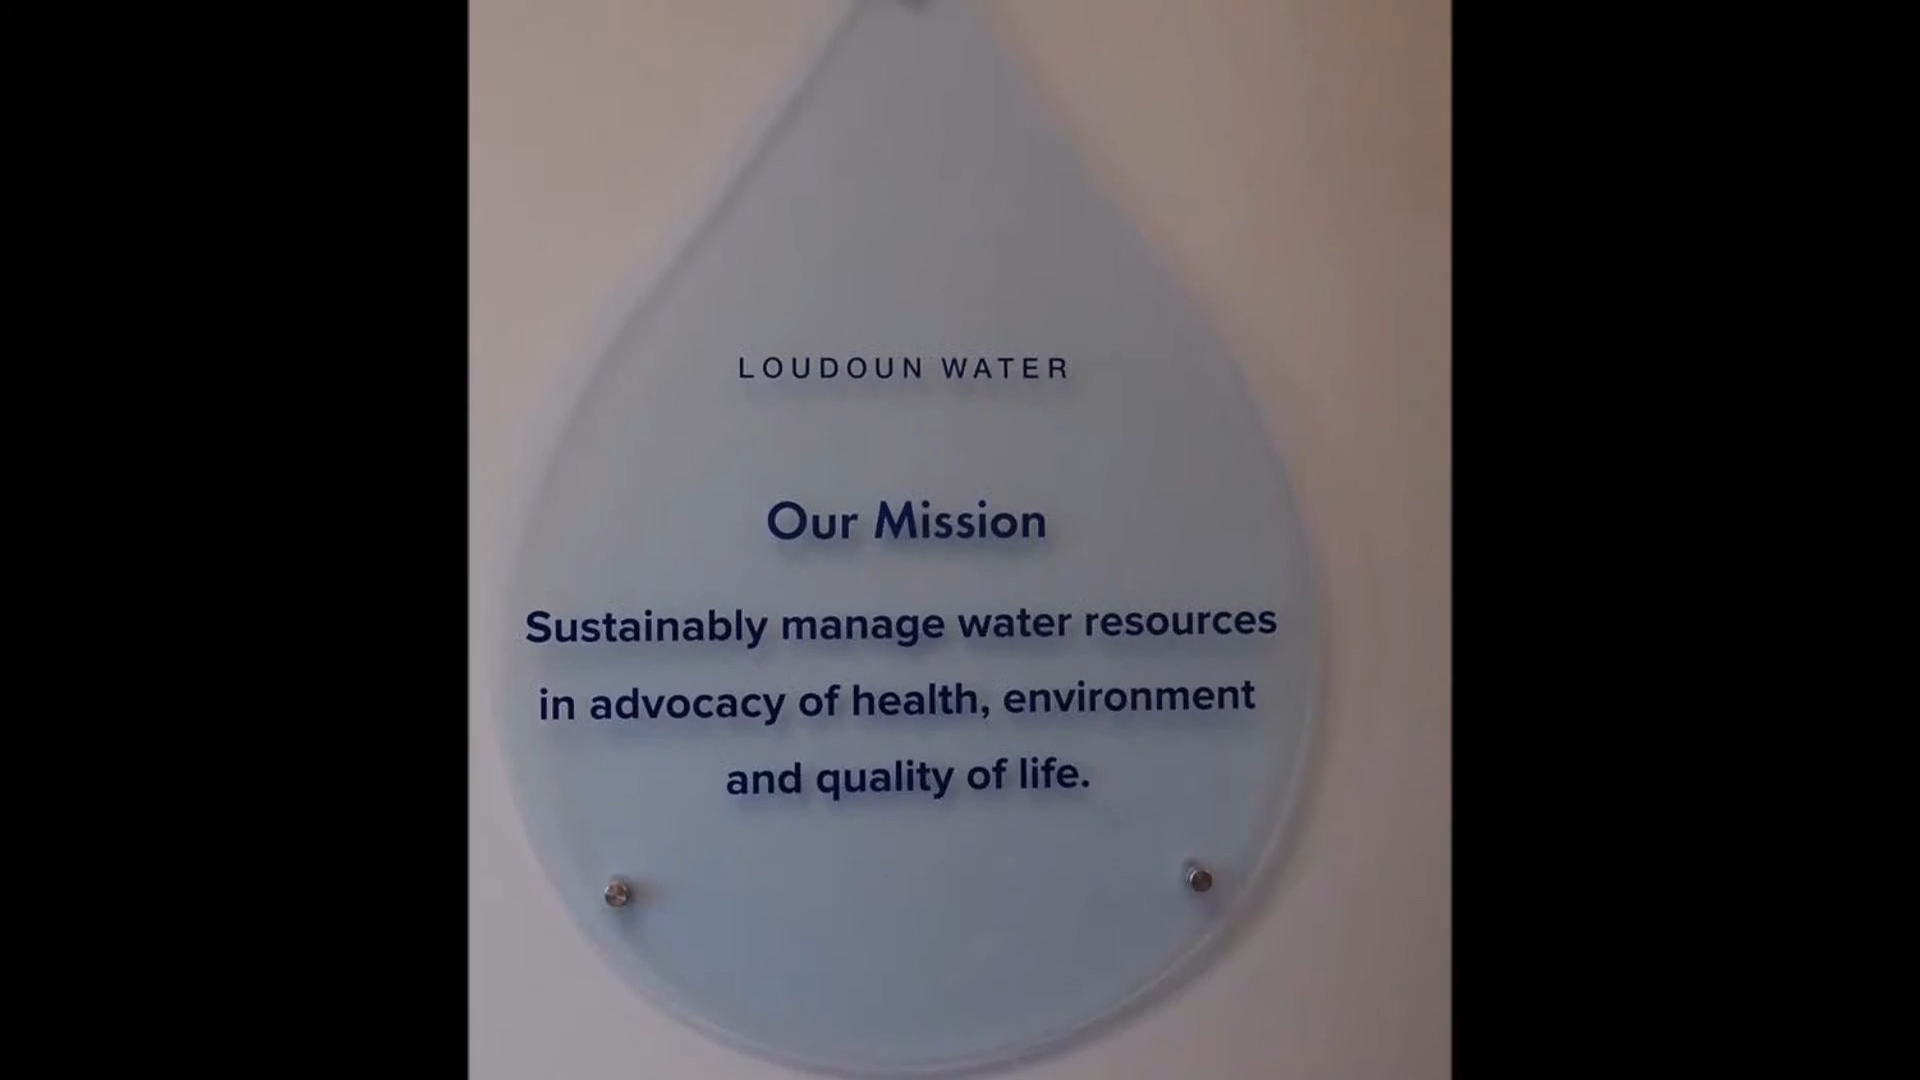 LOUDOUN WATER
Our Mission
Sustainably manage water resources
in advocacy of health, environment
and quality of life.